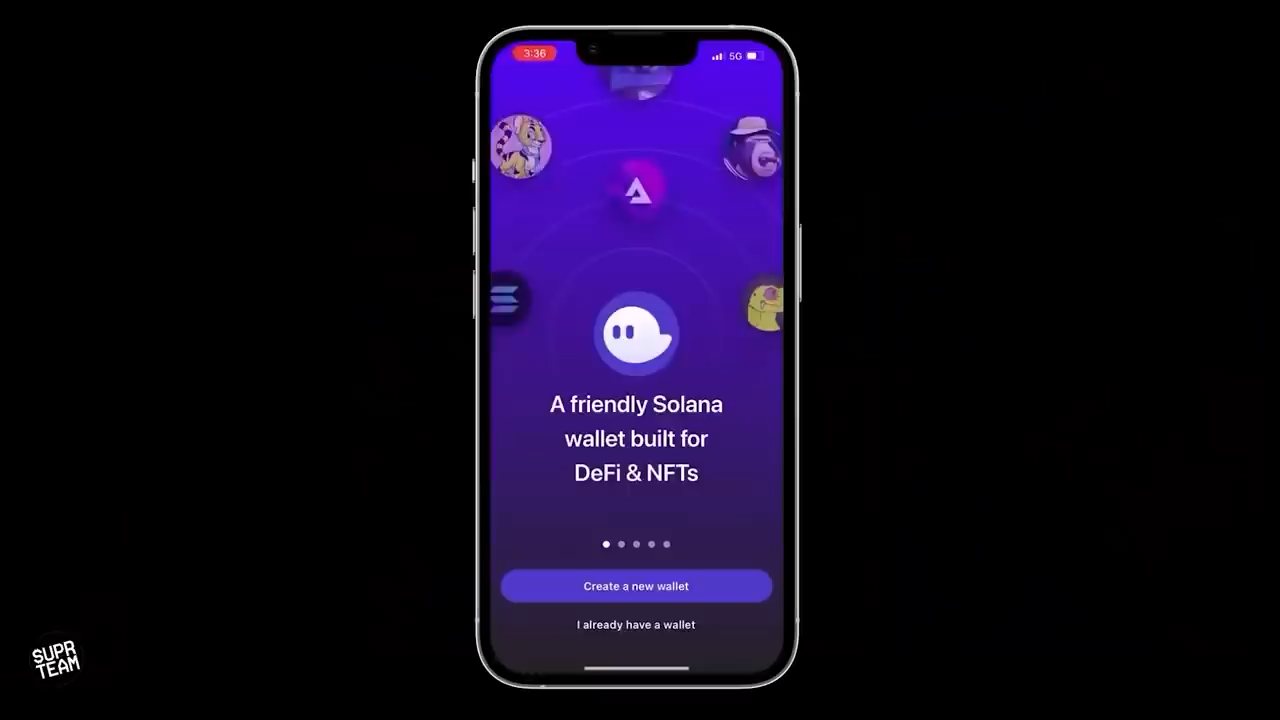 3:36
5G
A friendly Solana
wallet built for
DeFi & NFTs
Create a new wallet
I already have a wallet
SUPR
TEAM